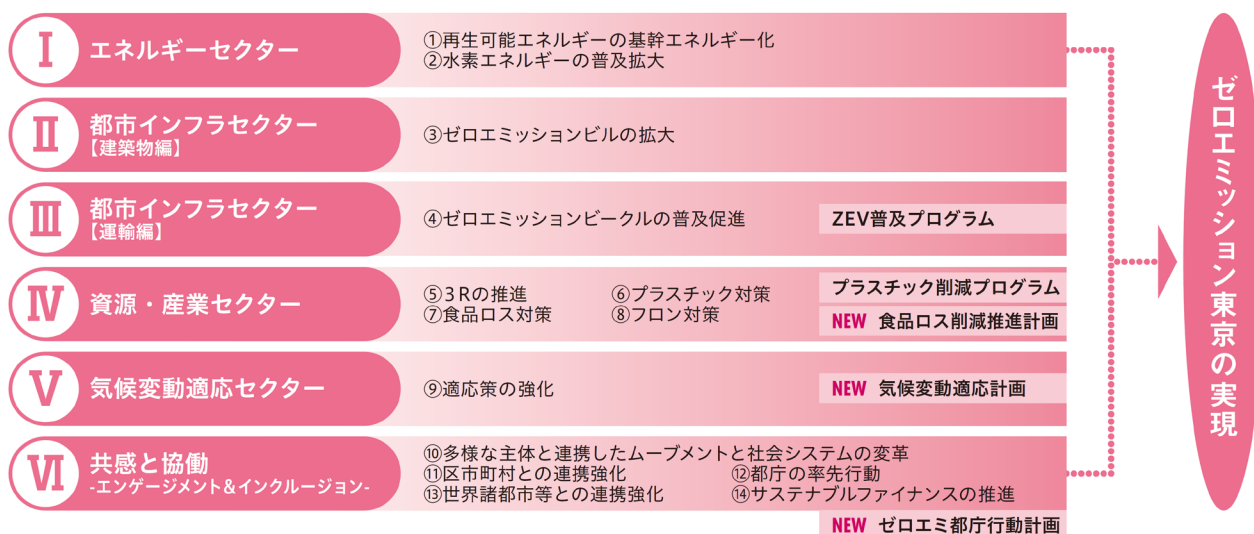 Ⅰ エネルギーセクター
①再生可能エネルギーの基幹エネルギー化
②水素エネルギーの普及拡大
Ⅱ 都市インフラセクター
【建築物編】
③ゼロエミッションビルの拡大
Ⅲ 都市インフラセクター
【運輸編】
④ゼロエミッションビークルの普及促進
ZEV普及プログラム
Ⅳ 資源・産業セクター
⑤3Rの推進 ⑥プラスチック対策
⑦食品ロス対策 ⑧フロン対策
プラスチック削減プログラム
NEW 食品ロス削減推進計画
Ⅴ 気候変動適応セクター
⑨適応策の強化
NEW 気候変動適応計画
Ⅵ 共感と協働
-エンゲージメント&インクルージョン-
⑩多様な主体と連携したムーブメントと社会システムの変革
⑪区市町村との連携強化 ⑫都庁の率先行動
⑬世界諸都市等との連携強化 ⑭サステナブルファイナンスの推進
NEW ゼロエミ都庁行動計画
ゼロエミッション東京の実現